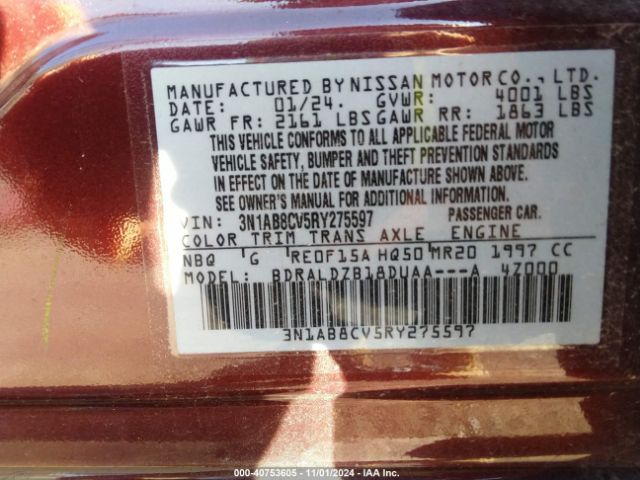 MANUFACTURED BY NISSAN MOTOR CO., LTD.
DATE: 01/24. GVWR: 4001 LBS
GAWR FR: 2161 LBS GAWR RR: 1863 LBS
THIS VEHICLE CONFORMS TO ALL APPLICABLE FEDERAL MOTOR
VEHICLE SAFETY, BUMPER AND THEFT PREVENTION STANDARDS
IN EFFECT ON THE DATE OF MANUFACTURE SHOWN ABOVE.
SEE OWNER'S MANUAL FOR ADDITIONAL INFORMATION.
VIN: 3N1AB8CV5RY275597 PASSENGER CAR.
COLOR TRIM TRANS AXLE ENGINE
NBQ G RE0F15A HQ50 MR20 1997 CC
MODEL: BDRALDZB18DUAA---A 4Z000
3N1AB8CV5RY275597
000-40753605 - 11/01/2024 - IAA Inc.